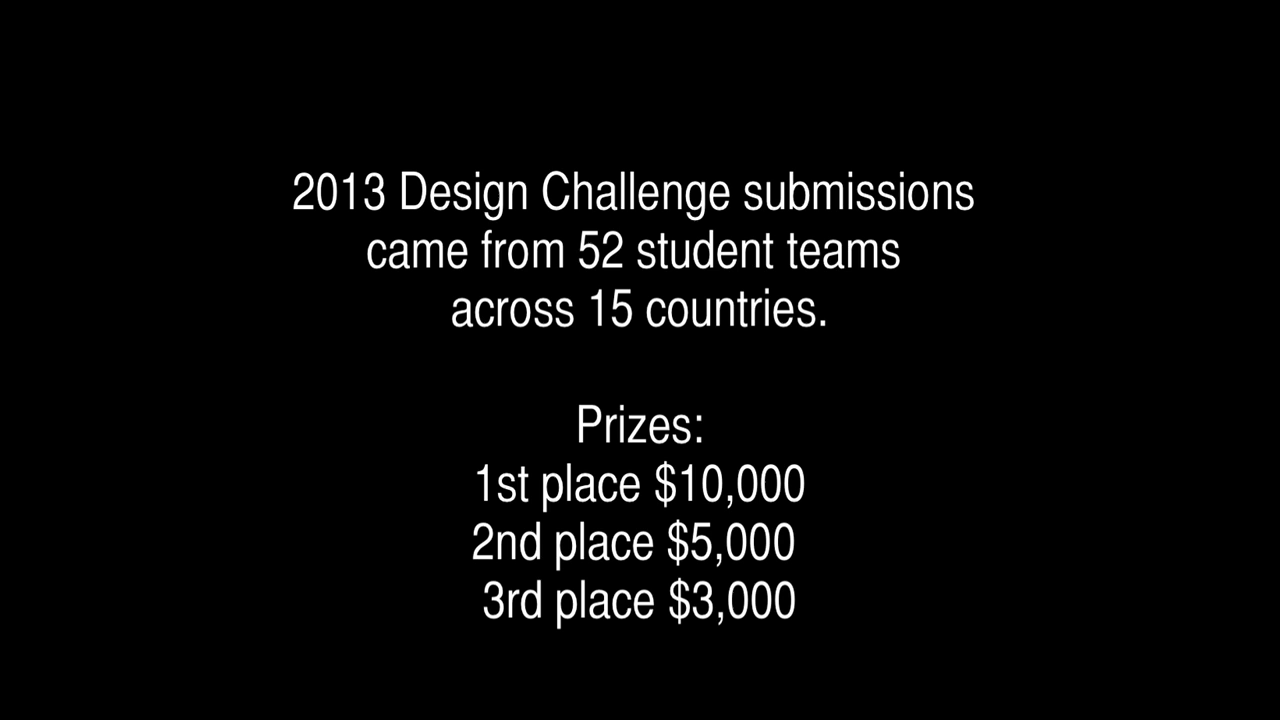 2013 Design Challenge submissions
came from 52 student teams
across 15 countries.
Prizes:
1st place $10,000
2nd place $5,000
3rd place $3,000